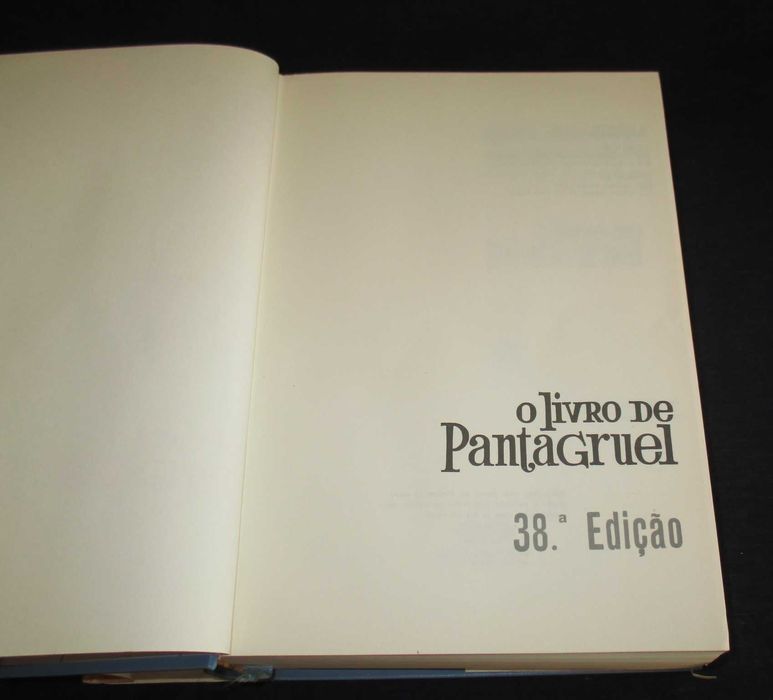 O LIVRO DE
PANTAGRUEL
38.ª Edição